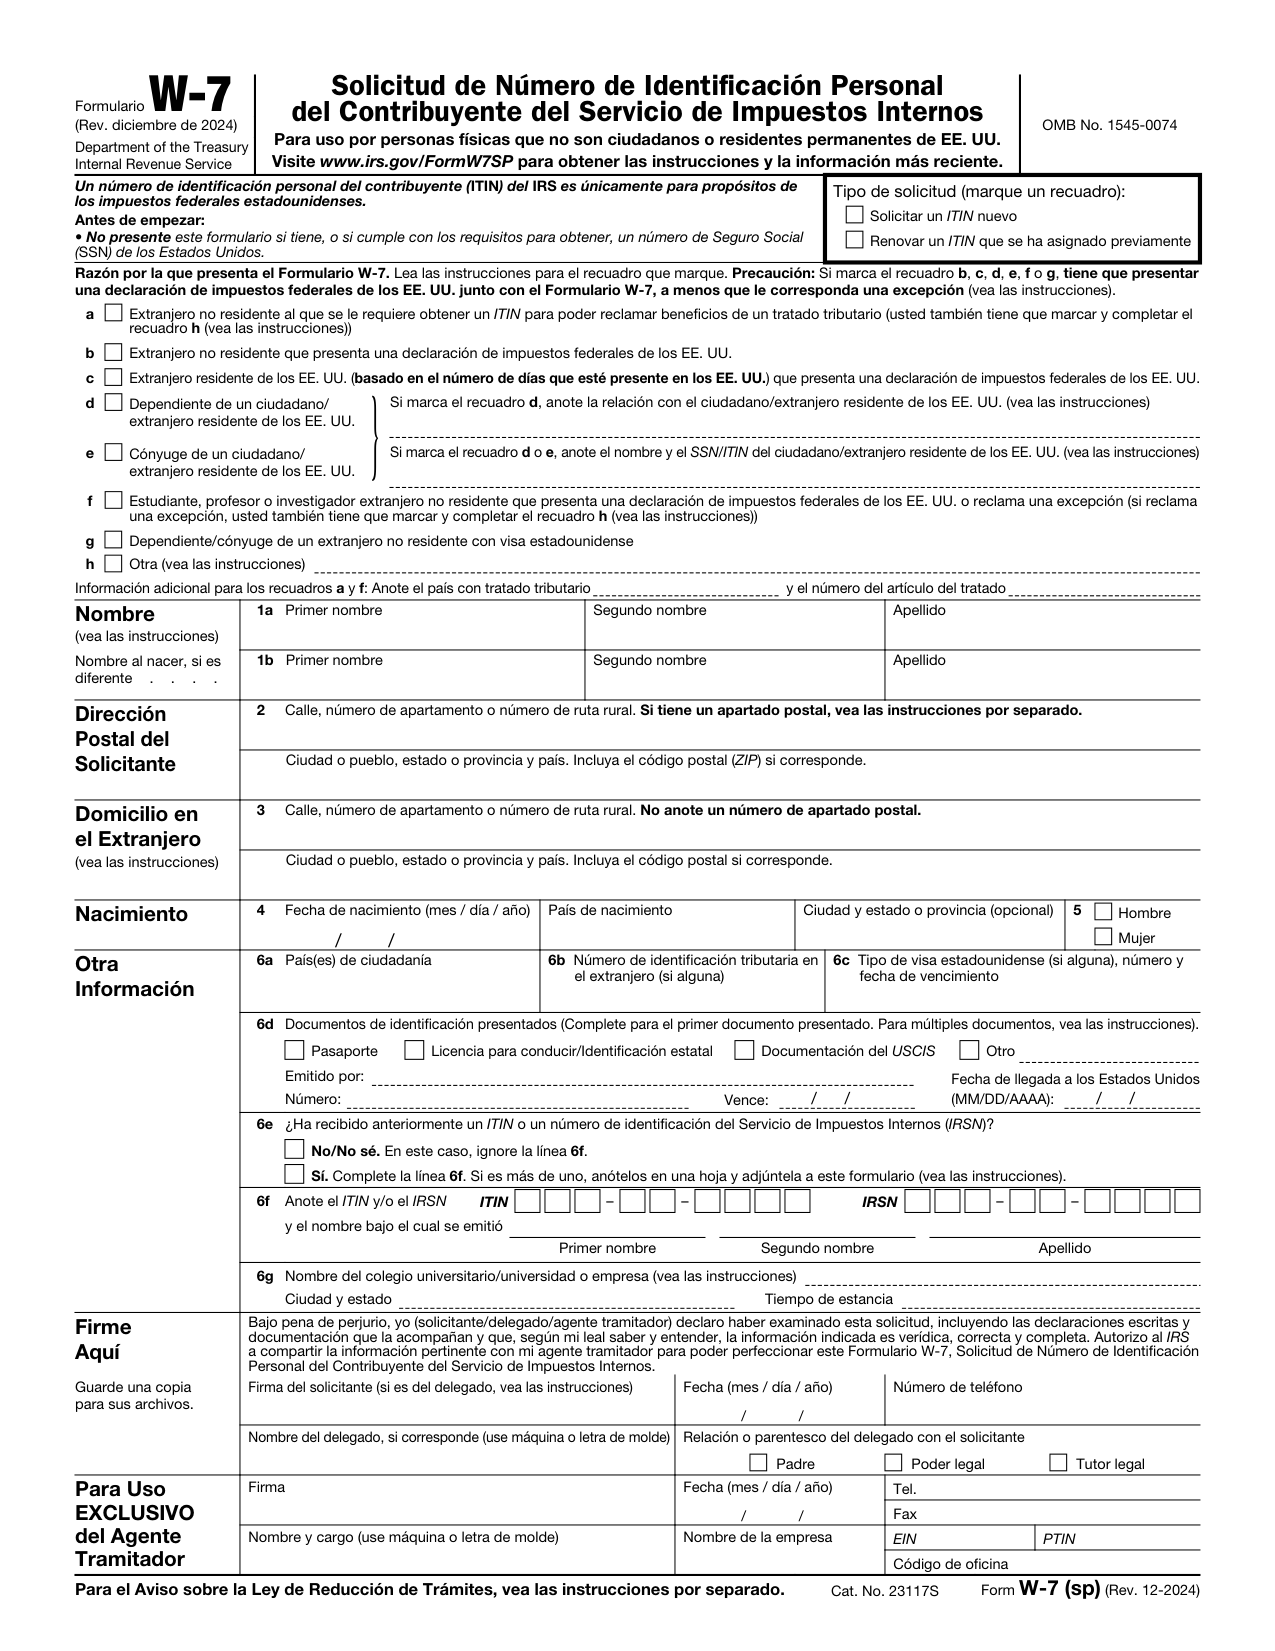 Formulario W-7
(Rev. diciembre de 2024)
Department of the Treasury
Internal Revenue Service
Solicitud de Número de Identificación Personal
del Contribuyente del Servicio de Impuestos Internos
Para uso por personas físicas que no son ciudadanos o residentes permanentes de EE. UU.
Visite www.irs.gov/FormW7SP para obtener las instrucciones y la información más reciente.
OMB No. 1545-0074
Un número de identificación personal del contribuyente (ITIN) del IRS es únicamente para propósitos de
los impuestos federales estadounidenses.
Antes de empezar:
• No presente este formulario si tiene, o si cumple con los requisitos para obtener, un número de Seguro Social
(SSN) de los Estados Unidos.
Tipo de solicitud (marque un recuadro):
Solicitar un ITIN nuevo
Renovar un ITIN que se ha asignado previamente
Razón por la que presenta el Formulario W-7. Lea las instrucciones para el recuadro que marque. Precaución: Si marca el recuadro b, c, d, e, f o g, tiene que presentar
una declaración de impuestos federales de los EE. UU. junto con el Formulario W-7, a menos que le corresponda una excepción (vea las instrucciones).
a Extranjero no residente al que se le requiere obtener un ITIN para poder reclamar beneficios de un tratado tributario (usted también tiene que marcar y completar el
recuadro h (vea las instrucciones))
b Extranjero no residente que presenta una declaración de impuestos federales de los EE. UU.
c Extranjero residente de los EE. UU. (basado en el número de días que esté presente en los EE. UU.) que presenta una declaración de impuestos federales de los EE. UU.
d Dependiente de un ciudadano/
extranjero residente de los EE. UU.
Si marca el recuadro d, anote la relación con el ciudadano/extranjero residente de los EE. UU. (vea las instrucciones)
e Cónyuge de un ciudadano/
extranjero residente de los EE. UU.
Si marca el recuadro d o e, anote el nombre y el SSN/ITIN del ciudadano/extranjero residente de los EE. UU. (vea las instrucciones)
f Estudiante, profesor o investigador extranjero no residente que presenta una declaración de impuestos federales de los EE. UU. o reclama una excepción (si reclama
una excepción, usted también tiene que marcar y completar el recuadro h (vea las instrucciones))
g Dependiente/cónyuge de un extranjero no residente con visa estadounidense
h Otra (vea las instrucciones)
Información adicional para los recuadros a y f: Anote el país con tratado tributario y el número del artículo del tratado
Nombre
(vea las instrucciones)
1a Primer nombre Segundo nombre Apellido
Nombre al nacer, si es
diferente . . . .
1b Primer nombre Segundo nombre Apellido
Dirección
Postal del
Solicitante
2 Calle, número de apartamento o número de ruta rural. Si tiene un apartado postal, vea las instrucciones por separado.
Ciudad o pueblo, estado o provincia y país. Incluya el código postal (ZIP) si corresponde.
Domicilio en
el Extranjero
(vea las instrucciones)
3 Calle, número de apartamento o número de ruta rural. No anote un número de apartado postal.
Ciudad o pueblo, estado o provincia y país. Incluya el código postal si corresponde.
Nacimiento
4 Fecha de nacimiento (mes / día / año) País de nacimiento Ciudad y estado o provincia (opcional) 5 Hombre
/ / Mujer
Otra
Información
6a País(es) de ciudadanía
6b Número de identificación tributaria en
el extranjero (si alguna)
6c Tipo de visa estadounidense (si alguna), número y
fecha de vencimiento
6d Documentos de identificación presentados (Complete para el primer documento presentado. Para múltiples documentos, vea las instrucciones).
Pasaporte Licencia para conducir/Identificación estatal Documentación del USCIS Otro
Emitido por:
Número: Vence: / /
Fecha de llegada a los Estados Unidos
(MM/DD/AAAA): / /
6e ¿Ha recibido anteriormente un ITIN o un número de identificación del Servicio de Impuestos Internos (IRSN)?
No/No sé. En este caso, ignore la línea 6f.
Sí. Complete la línea 6f. Si es más de uno, anótelos en una hoja y adjúntela a este formulario (vea las instrucciones).
6f Anote el ITIN y/o el IRSN ITIN – – IRSN – –
y el nombre bajo el cual se emitió
Primer nombre Segundo nombre Apellido
6g Nombre del colegio universitario/universidad o empresa (vea las instrucciones)
Ciudad y estado Tiempo de estancia
Firme
Aquí
Guarde una copia
para sus archivos.
Bajo pena de perjurio, yo (solicitante/delegado/agente tramitador) declaro haber examinado esta solicitud, incluyendo las declaraciones escritas y
documentación que la acompañan y que, según mi leal saber y entender, la información indicada es verídica, correcta y completa. Autorizo al IRS
a compartir la información pertinente con mi agente tramitador para poder perfeccionar este Formulario W-7, Solicitud de Número de Identificación
Personal del Contribuyente del Servicio de Impuestos Internos.
Firma del solicitante (si es del delegado, vea las instrucciones) Fecha (mes / día / año) Número de teléfono
/ /
Nombre del delegado, si corresponde (use máquina o letra de molde) Relación o parentesco del delegado con el solicitante
Padre Poder legal Tutor legal
Para Uso
EXCLUSIVO
del Agente
Tramitador
Firma Fecha (mes / día / año) Tel.
/ / Fax
Nombre y cargo (use máquina o letra de molde) Nombre de la empresa EIN PTIN
Código de oficina
Para el Aviso sobre la Ley de Reducción de Trámites, vea las instrucciones por separado. Cat. No. 23117S Form W-7 (sp) (Rev. 12-2024)